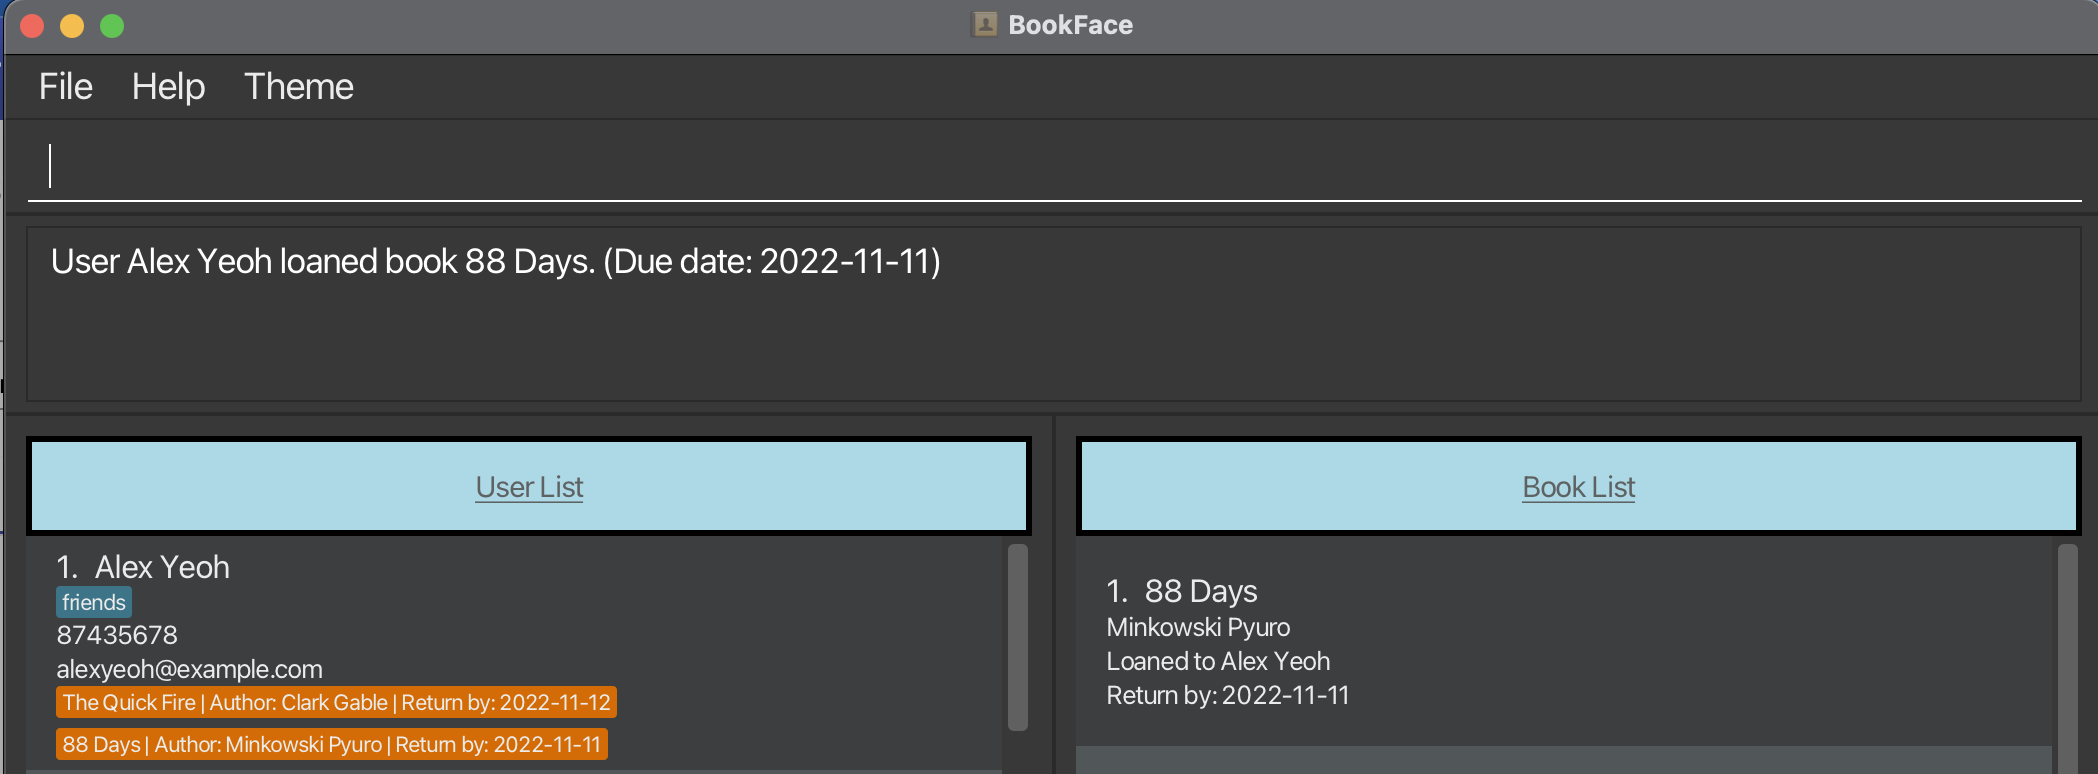 BookFace
File Help Theme
User Alex Yeoh loaned book 88 Days. (Due date: 2022-11-11)
User List
1. Alex Yeoh
friends
87435678
alexyeoh@example.com
The Quick Fire | Author: Clark Gable | Return by: 2022-11-12
88 Days | Author: Minkowski Pyuro | Return by: 2022-11-11
Book List
1. 88 Days
Minkowski Pyuro
Loaned to Alex Yeoh
Return by: 2022-11-11